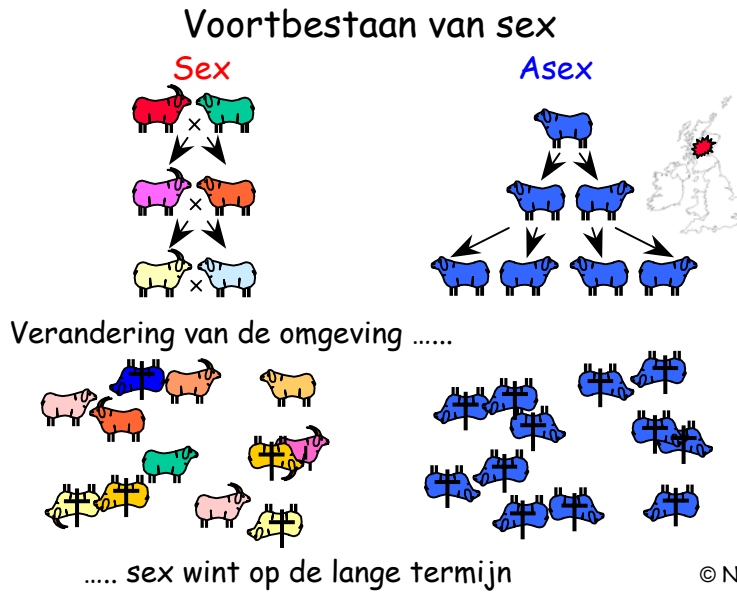 Voortbestaan van sex
Sex
Asex
×
×
×
Verandering van de omgeving …...
….. sex wint op de lange termijn
© N